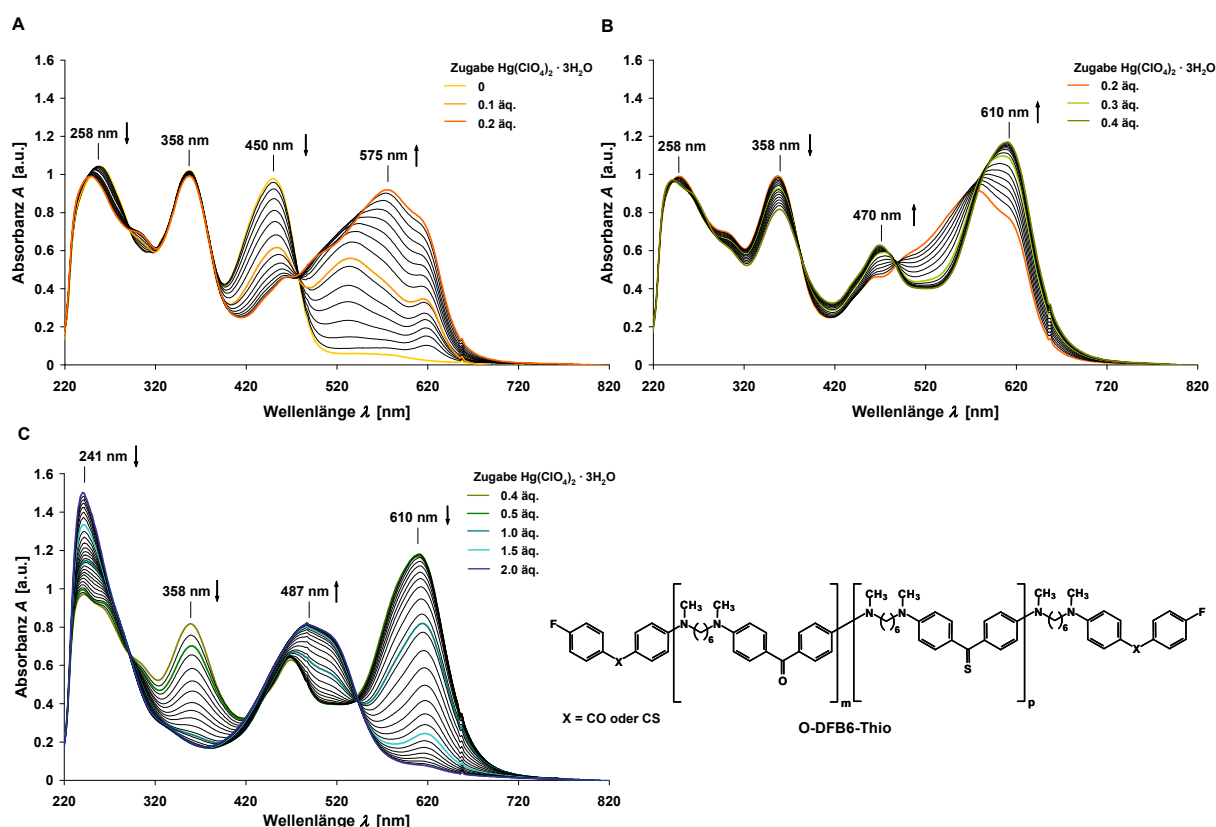 A
Zugabe Hg(ClO4)2 · 3H2O
0
0.1 äq.
0.2 äq.
258 nm
358 nm
450 nm
575 nm
1.6
1.4
1.2
1
0.8
0.6
0.4
0.2
0
Absorbanz A [a.u.]
220 320 420 520 620 720 820
Wellenlänge λ [nm]
B
Zugabe Hg(ClO4)2 · 3H2O
0.2 äq.
0.3 äq.
0.4 äq.
258 nm
358 nm
470 nm
610 nm
1.6
1.4
1.2
1
0.8
0.6
0.4
0.2
0
Absorbanz A [a.u.]
220 320 420 520 620 720 820
Wellenlänge λ [nm]
C
Zugabe Hg(ClO4)2 · 3H2O
0.4 äq.
0.5 äq.
1.0 äq.
1.5 äq.
2.0 äq.
241 nm
358 nm
487 nm
610 nm
1.6
1.4
1.2
1
0.8
0.6
0.4
0.2
0
Absorbanz A [a.u.]
220 320 420 520 620 720 820
Wellenlänge λ [nm]
CH3 CH3 CH3 CH3 CH3 CH3
F N N N N N N F
6 6 6
X O S X
m p
X = CO oder CS
O-DFB6-Thio